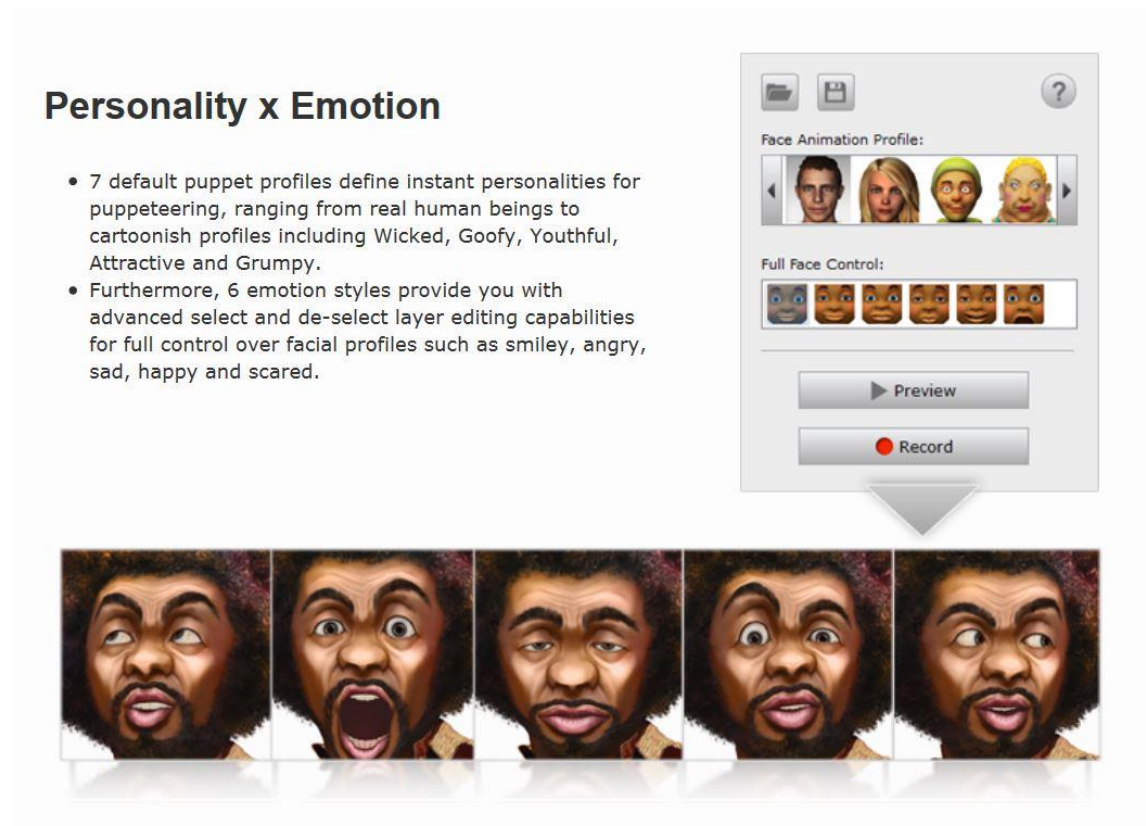 Personality x Emotion
• 7 default puppet profiles define instant personalities for
puppeteering, ranging from real human beings to
cartoonish profiles including Wicked, Goofy, Youthful,
Attractive and Grumpy.
• Furthermore, 6 emotion styles provide you with
advanced select and de-select layer editing capabilities
for full control over facial profiles such as smiley, angry,
sad, happy and scared.
?
Face Animation Profile:
Full Face Control:
Preview
Record